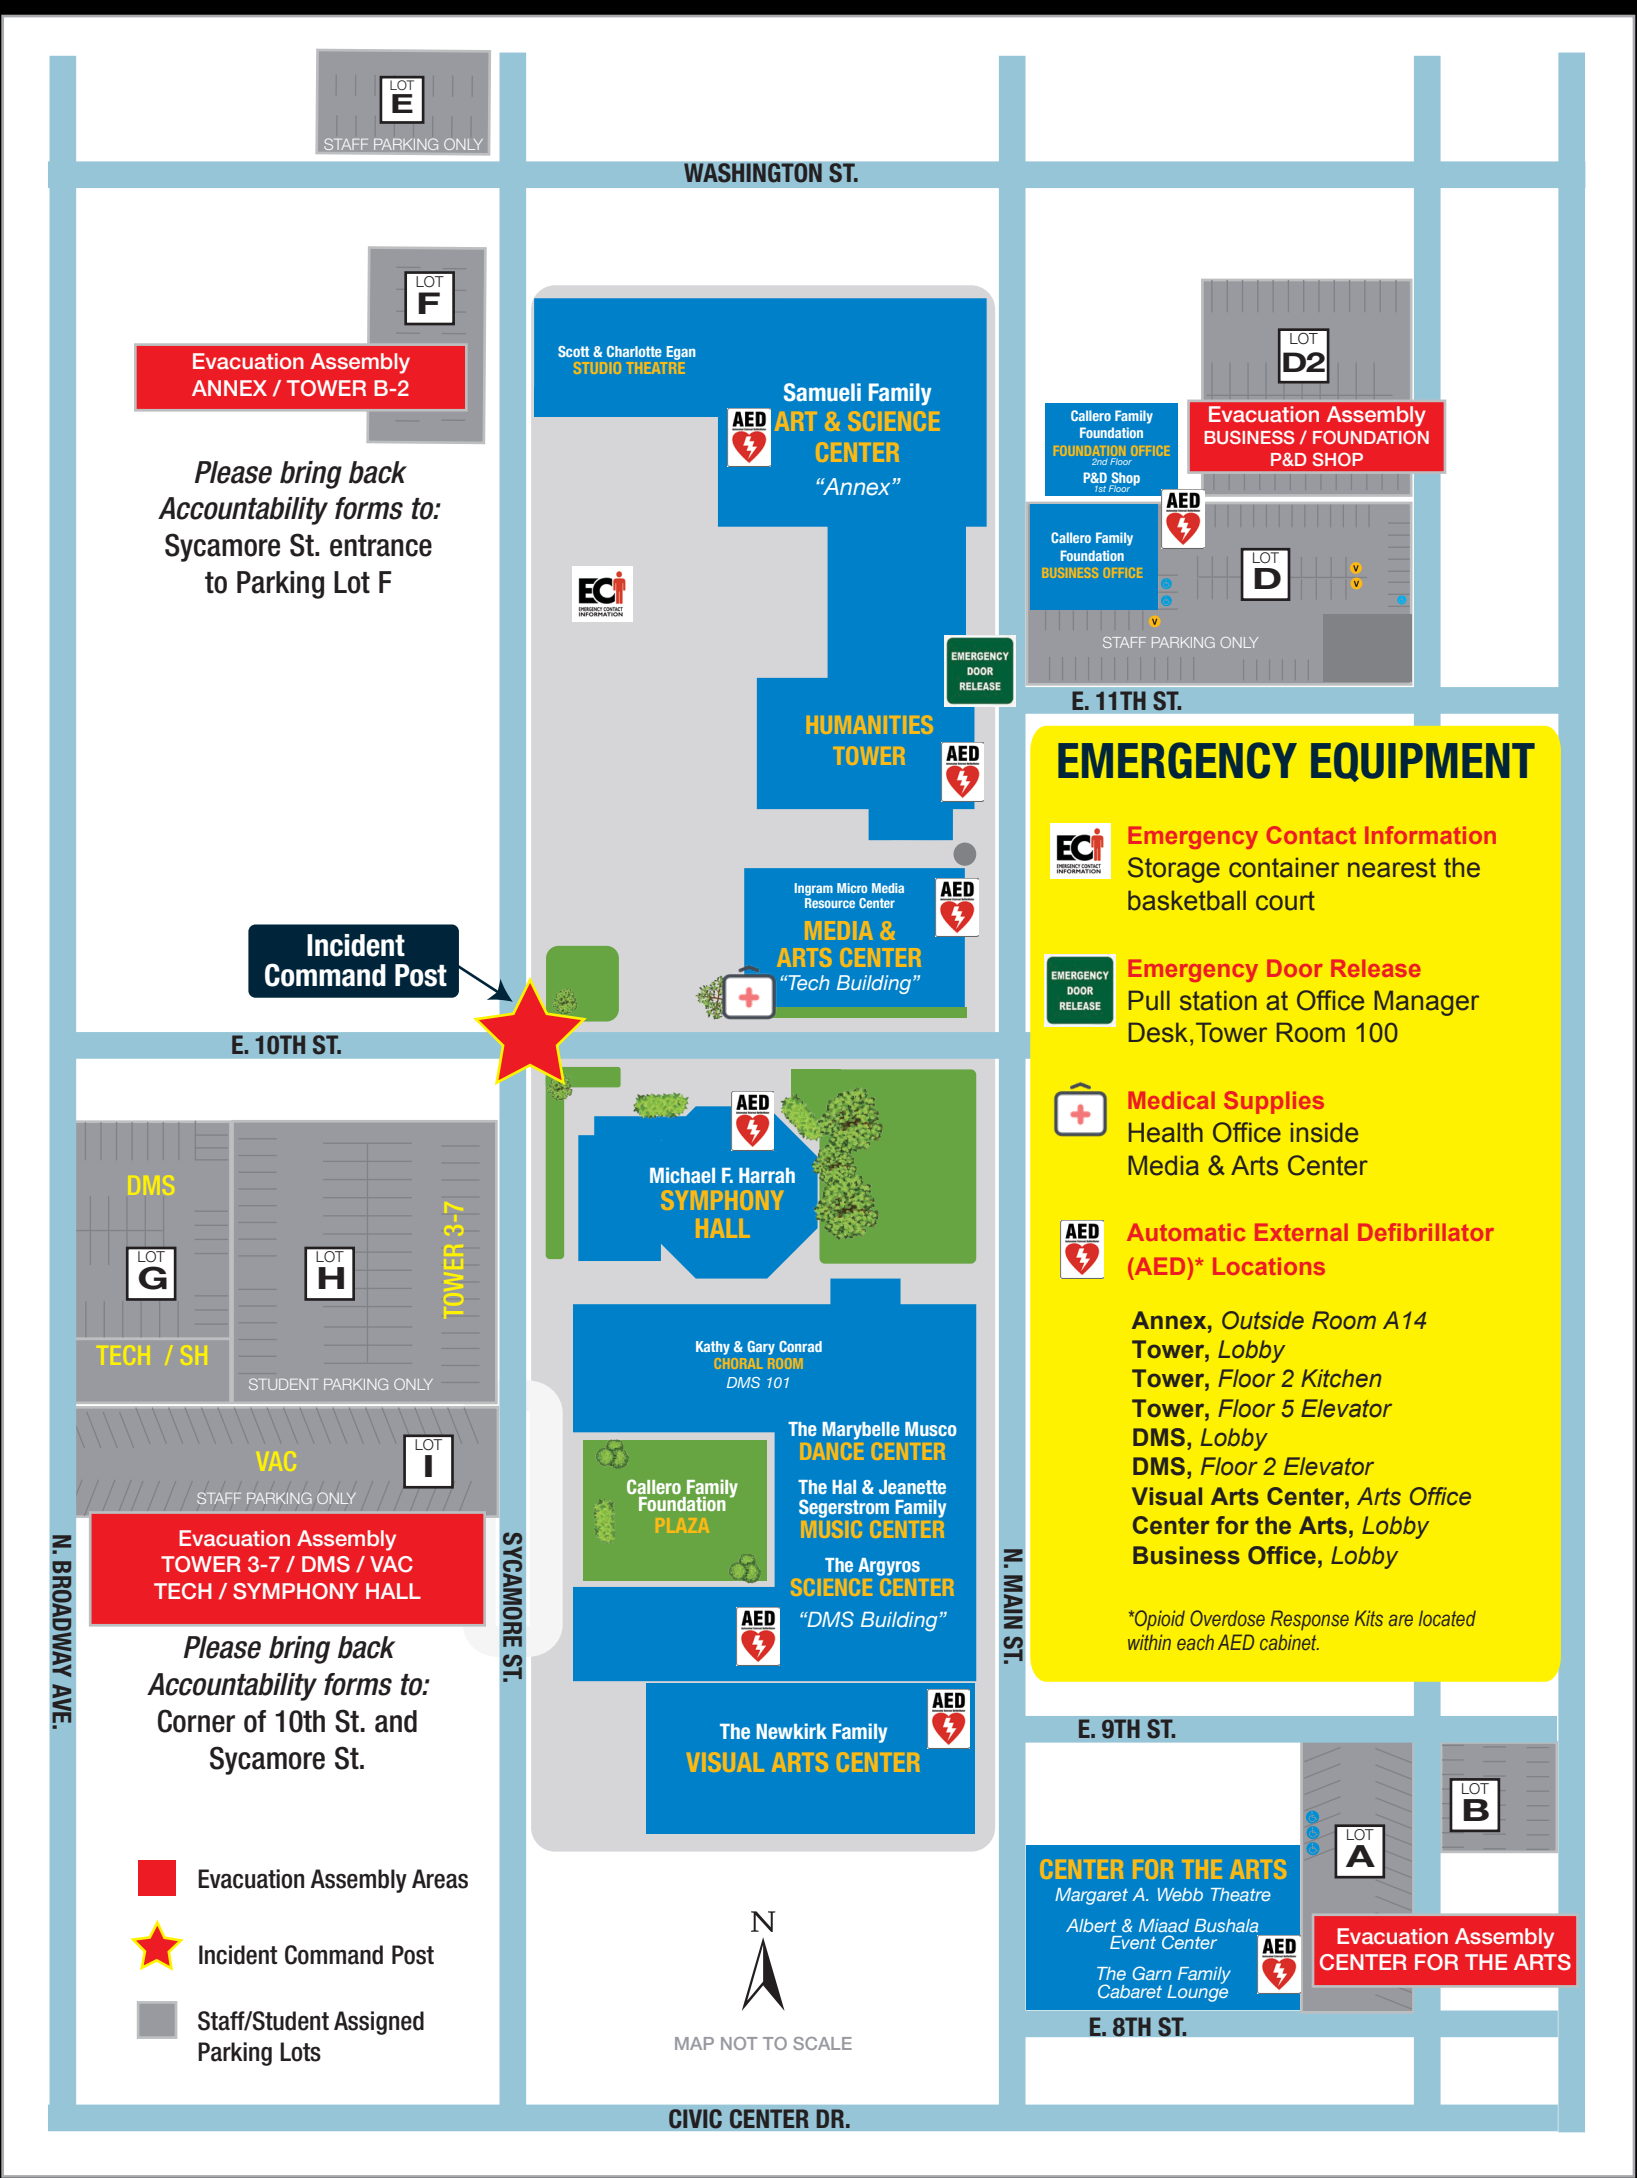 LOT
E
STAFF PARKING ONLY
WASHINGTON ST.
LOT
F
Evacuation Assembly
ANNEX / TOWER B-2
Please bring back
Accountability forms to:
Sycamore St. entrance
to Parking Lot F
Scott & Charlotte Egan
STUDIO THEATRE
Samueli Family
AED
ART & SCIENCE
CENTER
"Annex"
ECi
EMERGENCY CONTACT
INFORMATION
LOT
D2
Evacuation Assembly
BUSINESS / FOUNDATION
P&D SHOP
Callero Family
Foundation
FOUNDATION OFFICE
2nd Floor
P&D Shop
1st Floor
AED
Callero Family
Foundation
BUSINESS OFFICE
LOT
D
V
V
V
STAFF PARKING ONLY
EMERGENCY
DOOR
RELEASE
E. 11TH ST.
HUMANITIES
TOWER
AED
Ingram Micro Media
Resource Center
AED
MEDIA &
ARTS CENTER
"Tech Building"
Incident
Command Post
E. 10TH ST.
EMERGENCY EQUIPMENT
ECi
EMERGENCY CONTACT
INFORMATION
Emergency Contact Information
Storage container nearest the
basketball court
EMERGENCY
DOOR
RELEASE
Emergency Door Release
Pull station at Office Manager
Desk,Tower Room 100
Medical Supplies
Health Office inside
Media & Arts Center
AED
Automatic External Defibrillator
(AED)* Locations
Annex, Outside Room A14
Tower, Lobby
Tower, Floor 2 Kitchen
Tower, Floor 5 Elevator
DMS, Lobby
DMS, Floor 2 Elevator
Visual Arts Center, Arts Office
Center for the Arts, Lobby
Business Office, Lobby
*Opioid Overdose Response Kits are located
within each AED cabinet.
AED
Michael F. Harrah
SYMPHONY
HALL
DMS
LOT
G
TECH / SH
LOT
H
TOWER 3-7
STUDENT PARKING ONLY
VAC
LOT
I
STAFF PARKING ONLY
Evacuation Assembly
TOWER 3-7 / DMS / VAC
TECH / SYMPHONY HALL
Please bring back
Accountability forms to:
Corner of 10th St. and
Sycamore St.
N. BROADWAY AVE.
SYCAMORE ST.
N. MAIN ST.
Kathy & Gary Conrad
CHORAL ROOM
DMS 101
The Marybelle Musco
DANCE CENTER
The Hal & Jeanette
Segerstrom Family
MUSIC CENTER
The Argyros
SCIENCE CENTER
"DMS Building"
Callero Family
Foundation
PLAZA
AED
AED
The Newkirk Family
VISUAL ARTS CENTER
E. 9TH ST.
LOT
B
LOT
A
CENTER FOR THE ARTS
Margaret A. Webb Theatre
Albert & Miaad Bushala
Event Center
The Garn Family
Cabaret Lounge
AED
Evacuation Assembly
CENTER FOR THE ARTS
E. 8TH ST.
Evacuation Assembly Areas
Incident Command Post
Staff/Student Assigned
Parking Lots
N
MAP NOT TO SCALE
CIVIC CENTER DR.